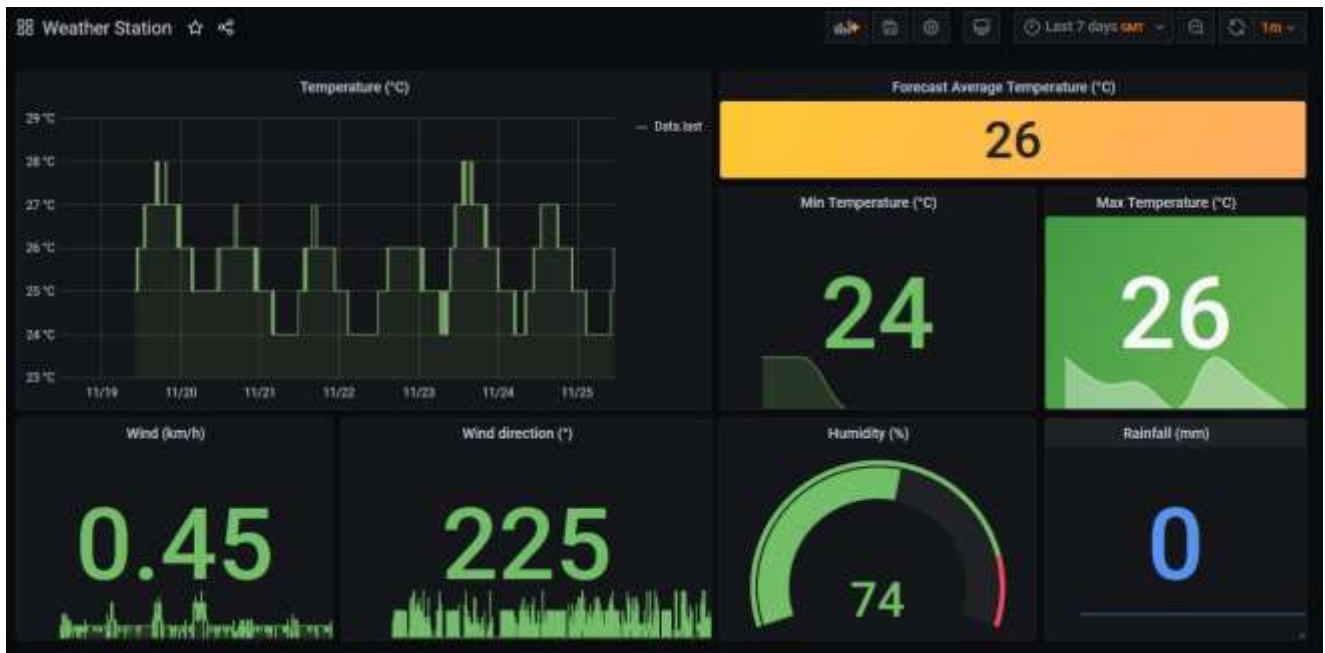 Weather Station
Last 7 days GMT
1m
Temperature (°C)
29 °C
28 °C
27 °C
26 °C
25 °C
24 °C
23 °C
11/19 11/20 11/21 11/22 11/23 11/24 11/25
Data.last
Forecast Average Temperature (°C)
26
Min Temperature (°C)
24
Max Temperature (°C)
26
Wind (km/h)
0.45
Wind direction (°)
225
Humidity (%)
74
Rainfall (mm)
0